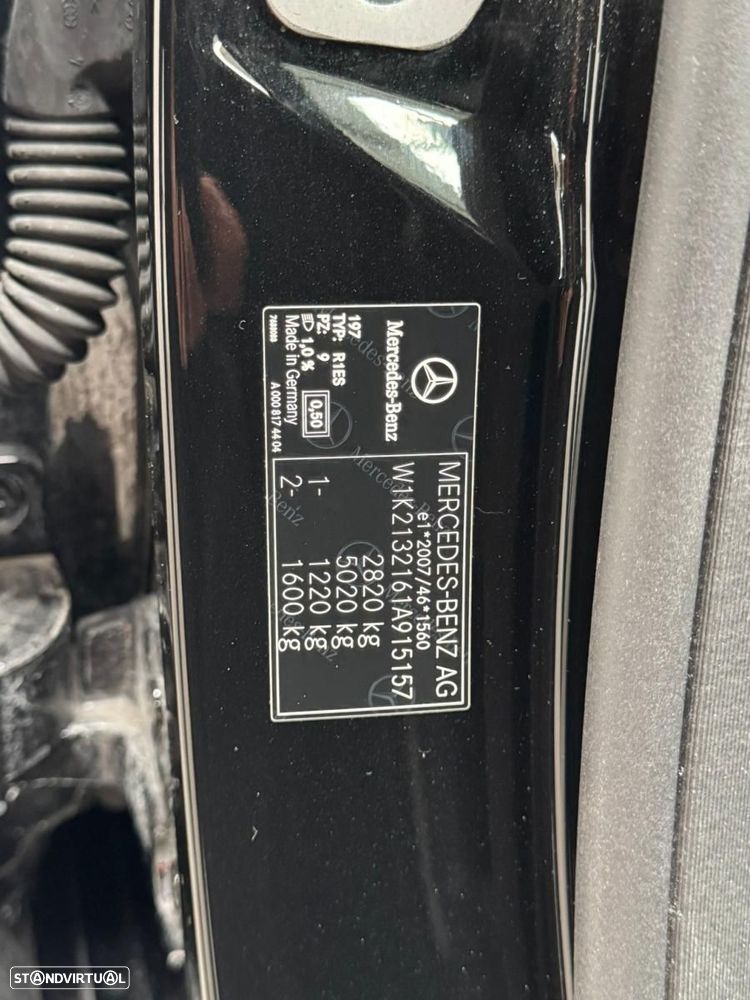 Mercedes-Benz
197
TYP: R1ES
PZ: 9
1,0 %
0,50
Made in Germany
A 000 817 44 04
MERCEDES-BENZ AG
e1*2007/46*1560
W1K2132161A915157
2820 kg
5020 kg
1- 1220 kg
2- 1600 kg
STANDVIRTUAL